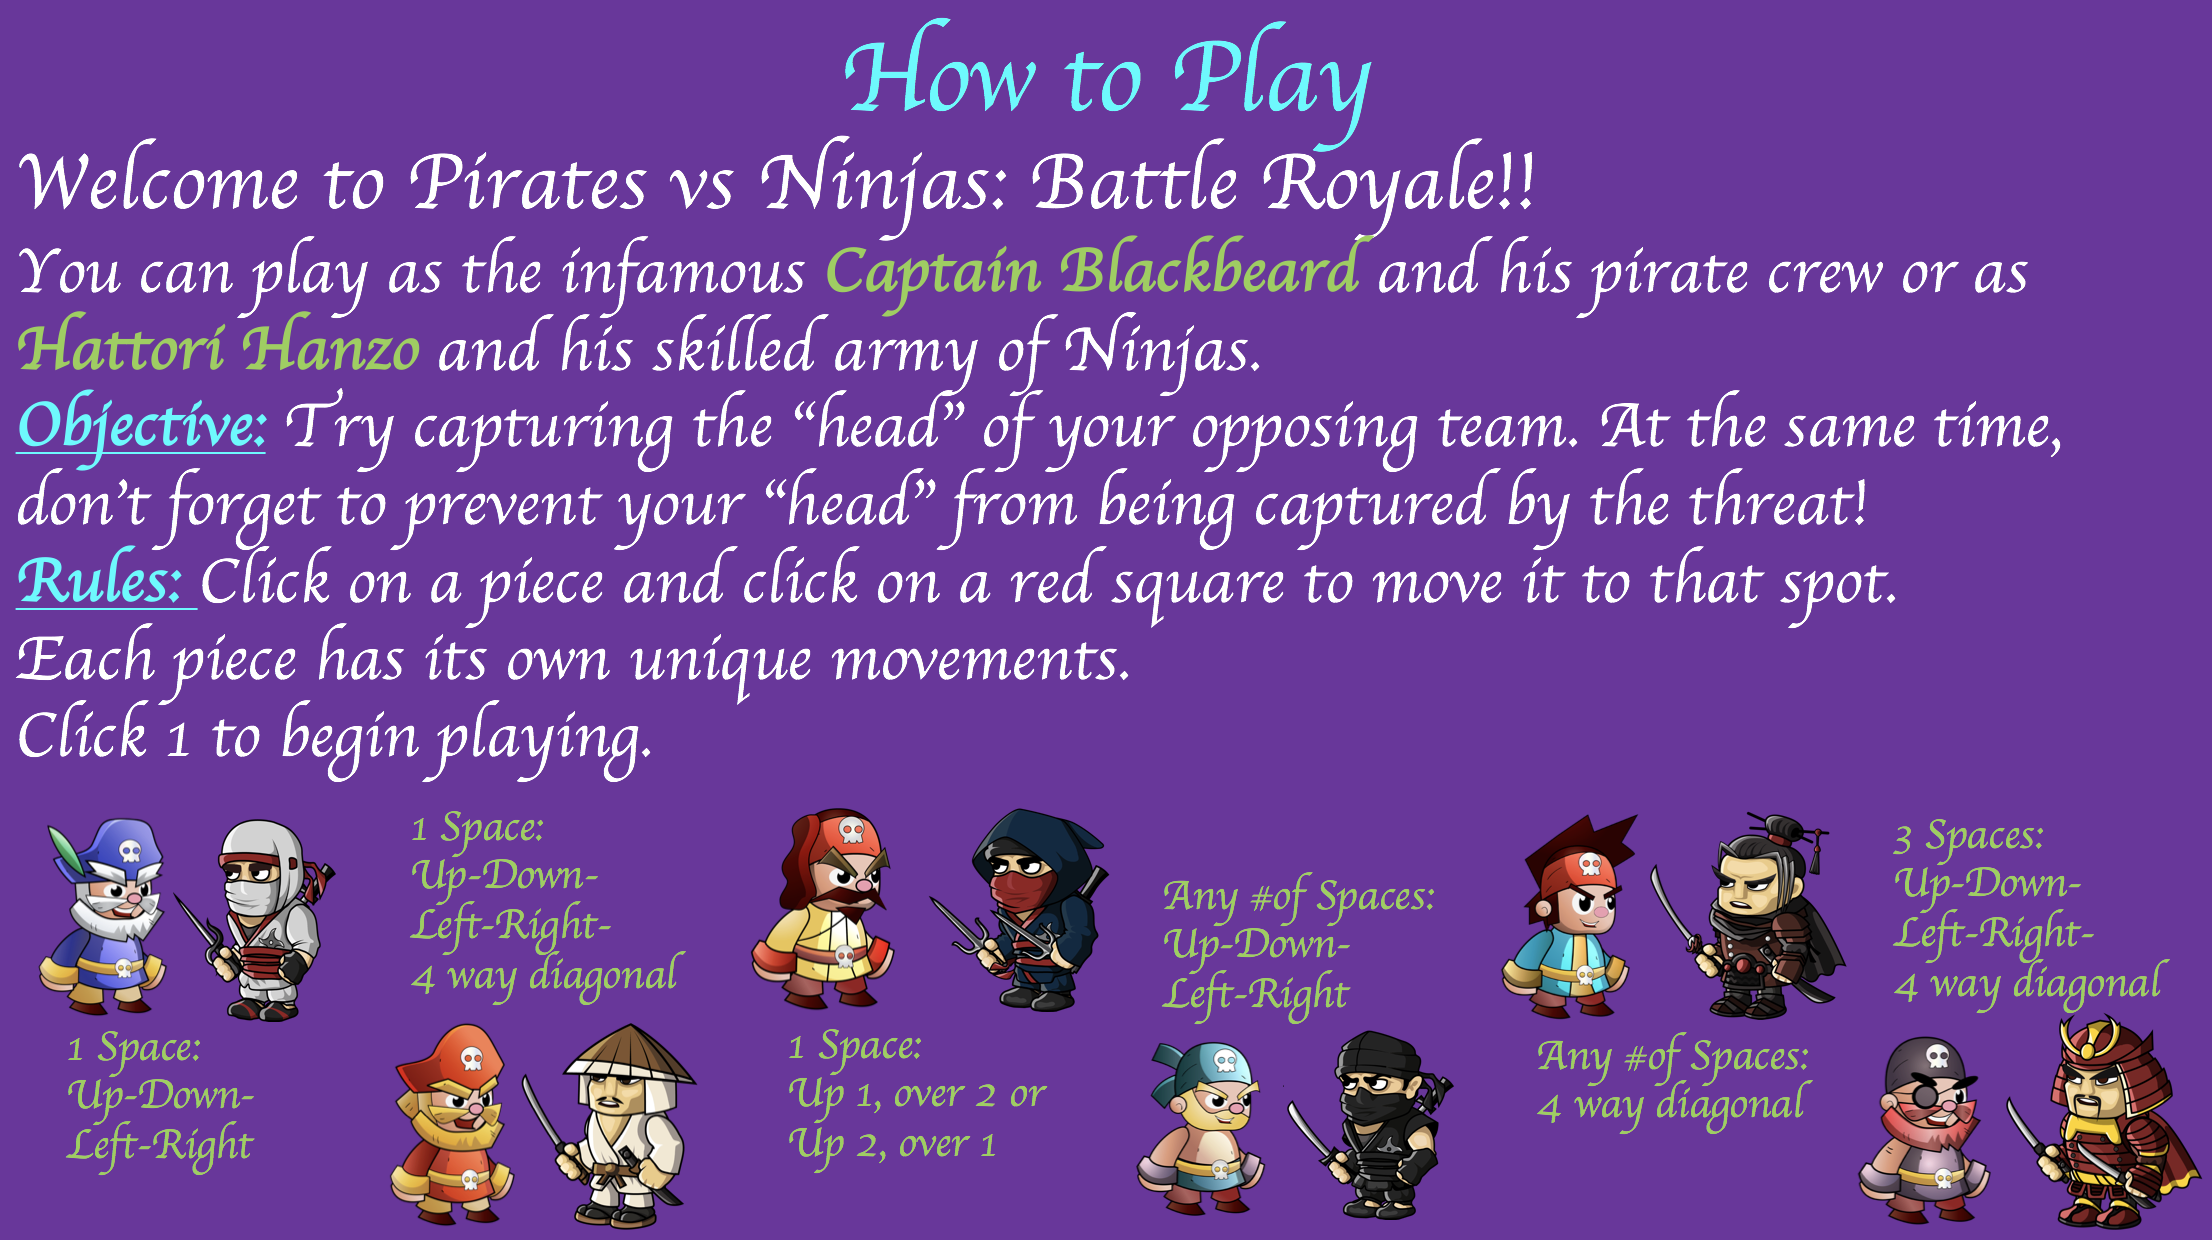 How to Play
Welcome to Pirates vs Ninjas: Battle Royale!!
You can play as the infamous Captain Blackbeard and his pirate crew or as
Hattori Hanzo and his skilled army of Ninjas.
Objective: Try capturing the “head” of your opposing team. At the same time,
don’t forget to prevent your “head” from being captured by the threat!
Rules: Click on a piece and click on a red square to move it to that spot.
Each piece has its own unique movements.
Click 1 to begin playing.
1 Space:
Up-Down-
Left-Right-
4 way diagonal
Any #of Spaces:
Up-Down-
Left-Right
3 Spaces:
Up-Down-
Left-Right-
4 way diagonal
1 Space:
Up-Down-
Left-Right
1 Space:
Up 1, over 2 or
Up 2, over 1
Any #of Spaces:
4 way diagonal